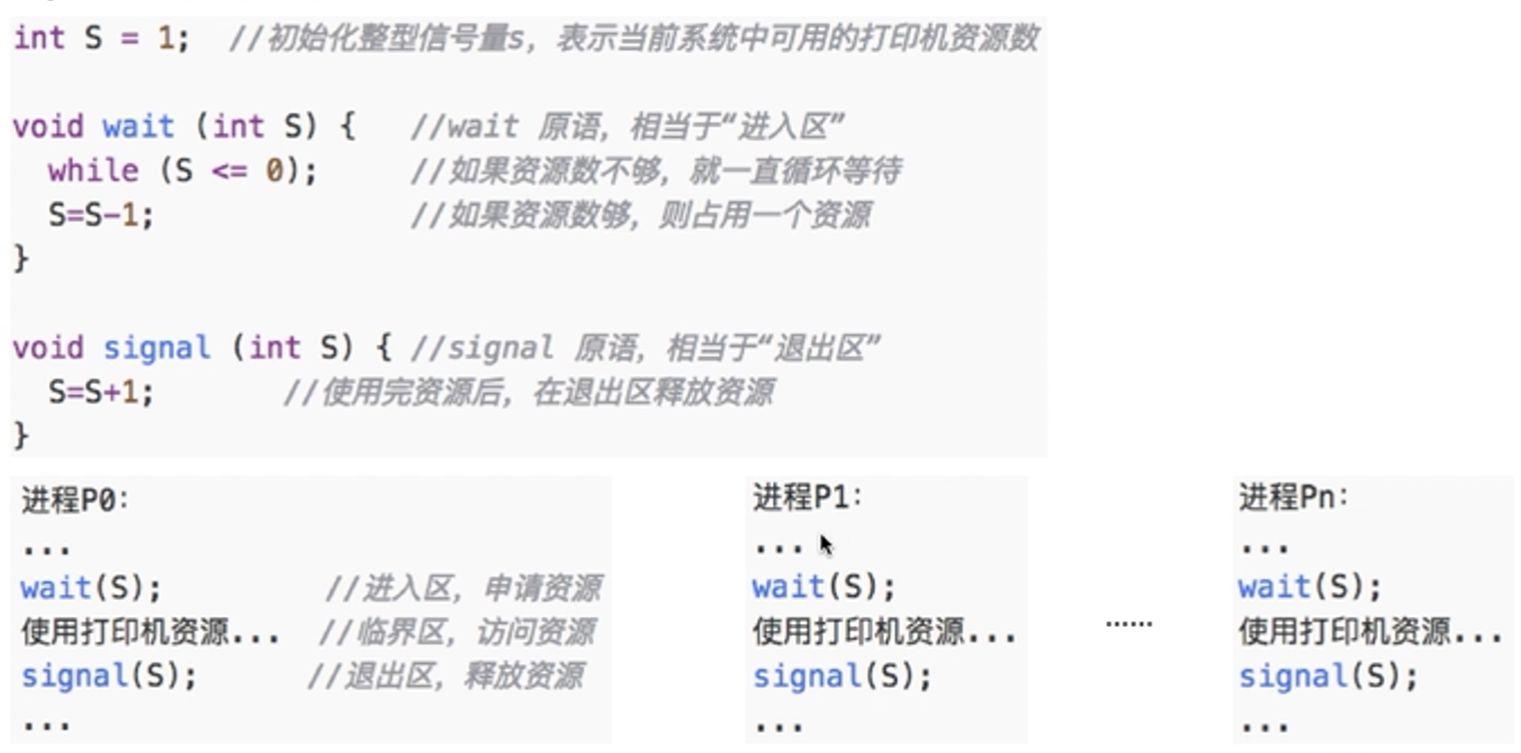 int S = 1; //初始化整型信号量s，表示当前系统中可用的打印机资源数
void wait (int S) { //wait 原语，相当于“进入区”
while (S <= 0); //如果资源数不够，就一直循环等待
S=S-1; //如果资源数够，则占用一个资源
}
void signal (int S) { //signal 原语，相当于“退出区”
S=S+1; //使用完资源后，在退出区释放资源
}
进程P0:
...
wait(S); //进入区，申请资源
使用打印机资源... //临界区，访问资源
signal(S); //退出区，释放资源
...
进程P1:
...
wait(S);
使用打印机资源...
signal(S);
...
......
进程Pn:
...
wait(S);
使用打印机资源...
signal(S);
...